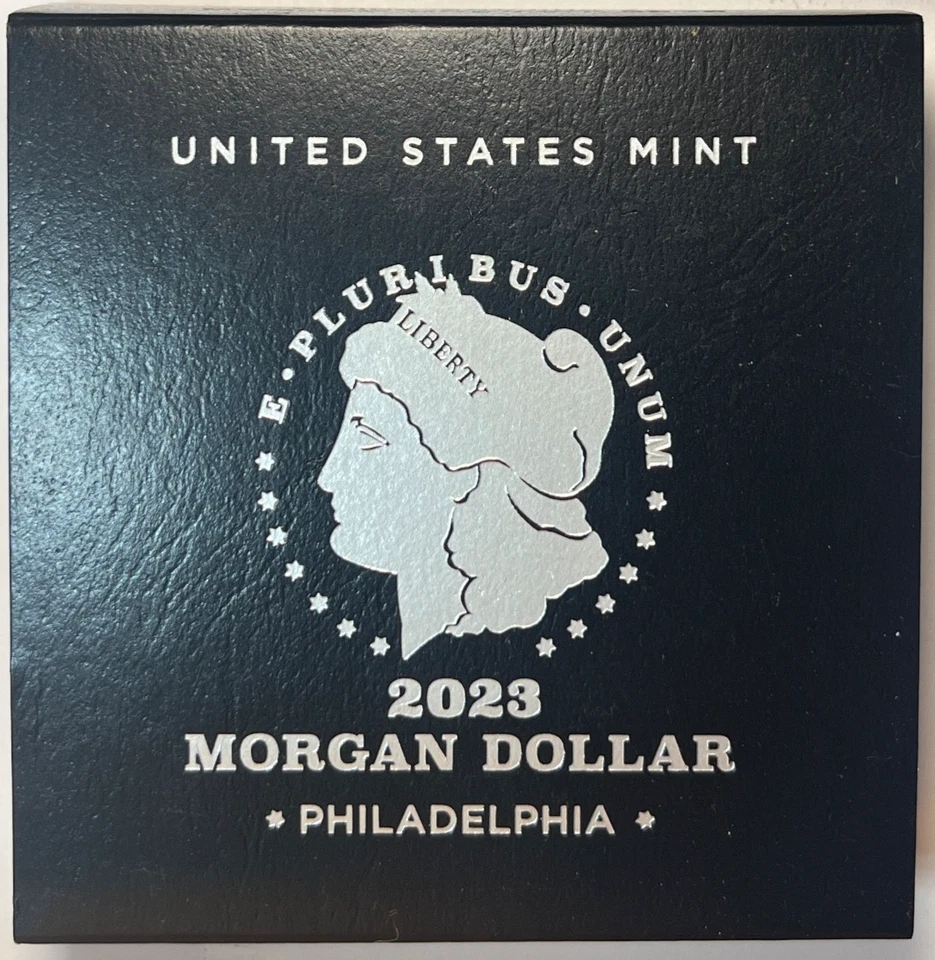 UNITED STATES MINT
E · PLURIBUS · UNUM
LIBERTY
2023
MORGAN DOLLAR
* PHILADELPHIA *